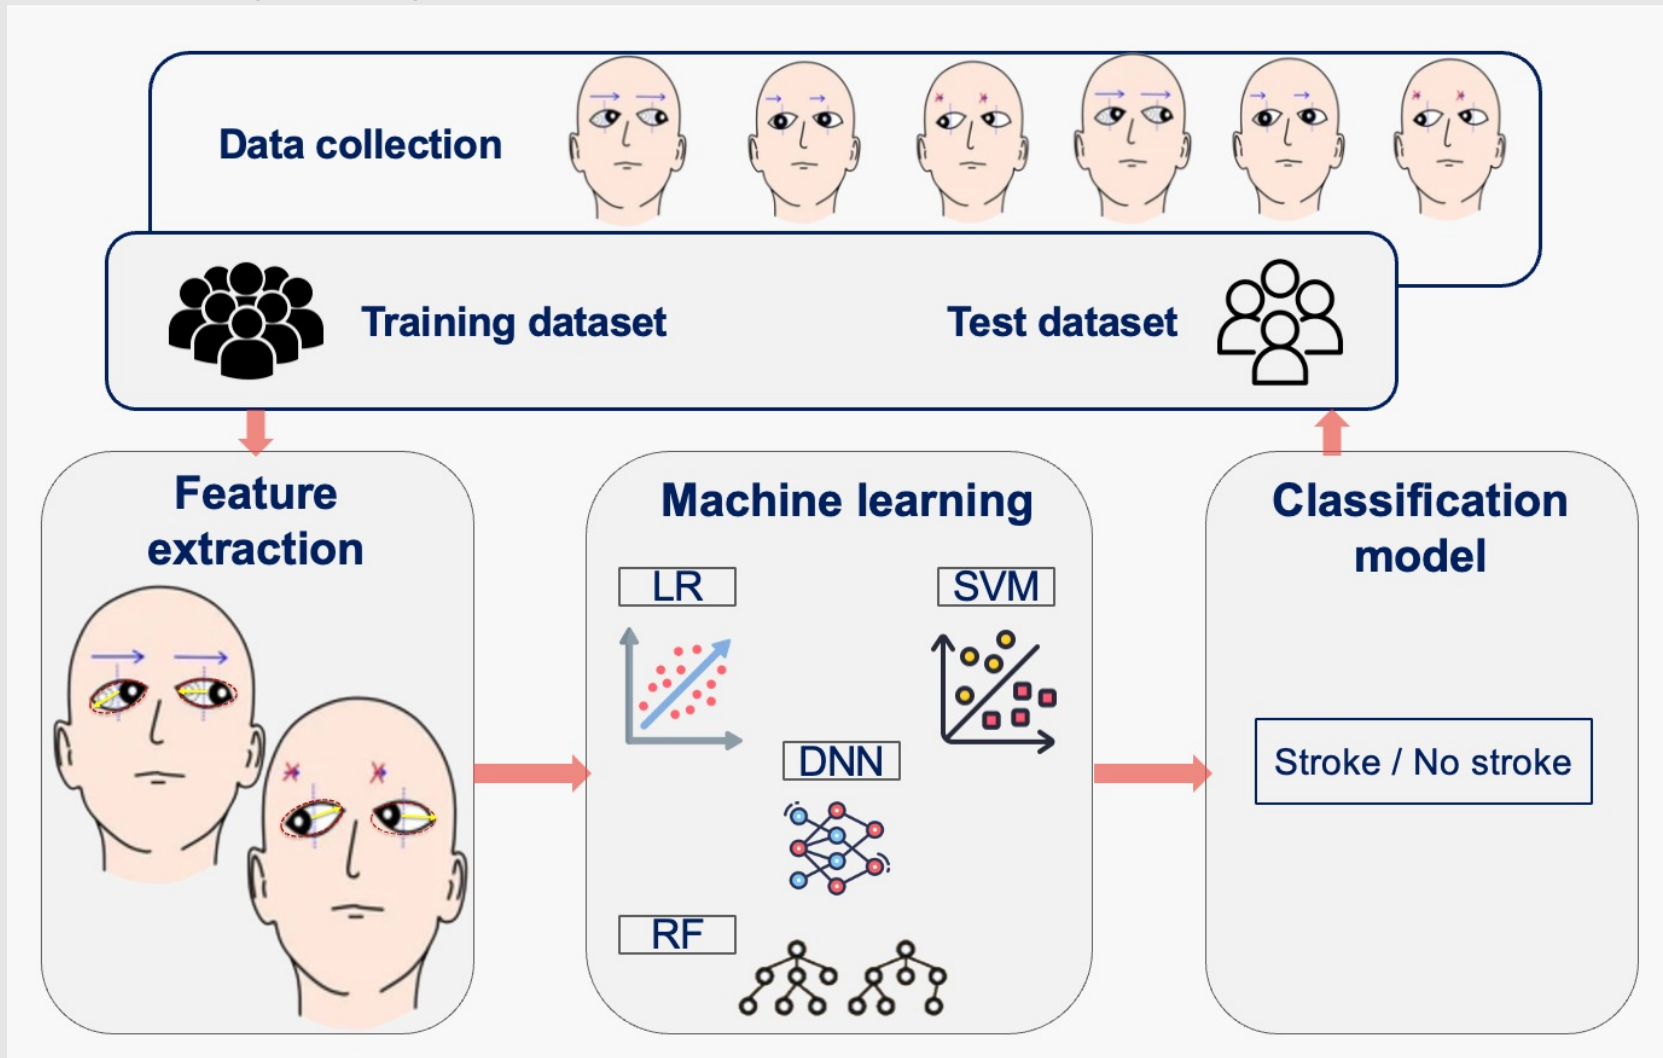 Data collection
Training dataset
Test dataset
Feature
extraction
Machine learning
LR
SVM
DNN
RF
Classification
model
Stroke / No stroke